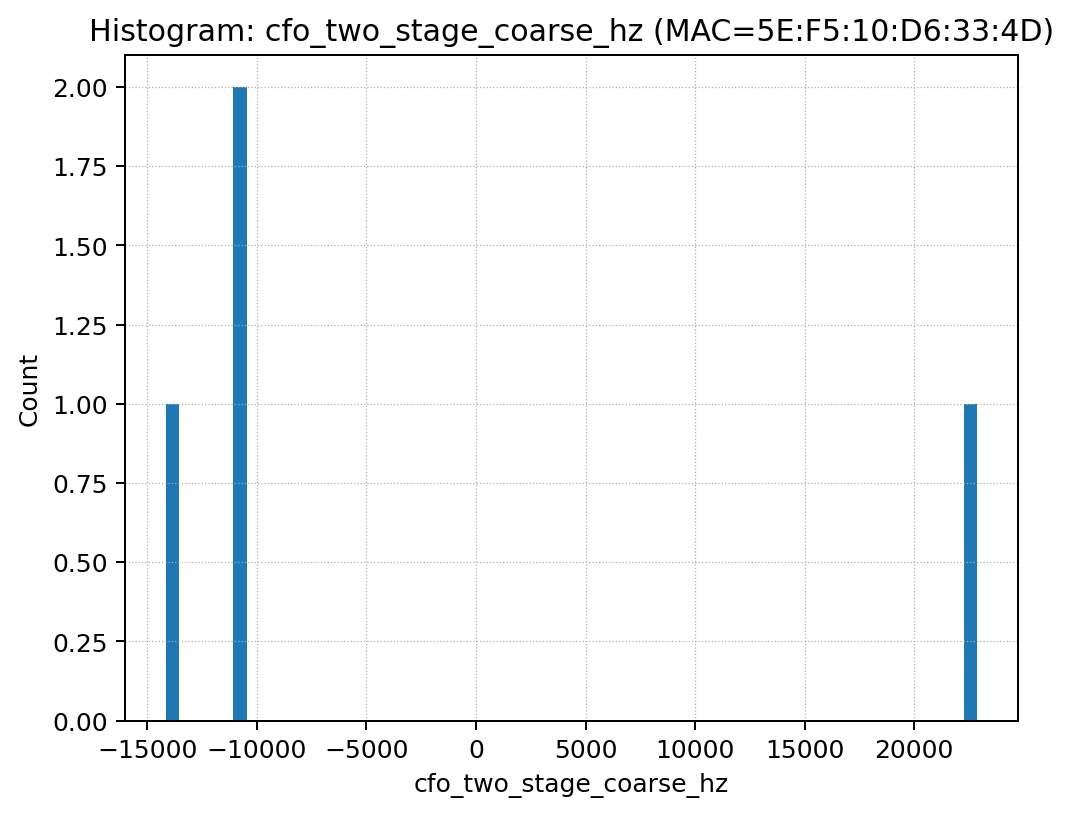 Histogram: cfo_two_stage_coarse_hz (MAC=5E:F5:10:D6:33:4D)
2.00
1.75
1.50
1.25
1.00
0.75
0.50
0.25
0.00
Count
−15000 −10000 −5000 0 5000 10000 15000 20000
cfo_two_stage_coarse_hz